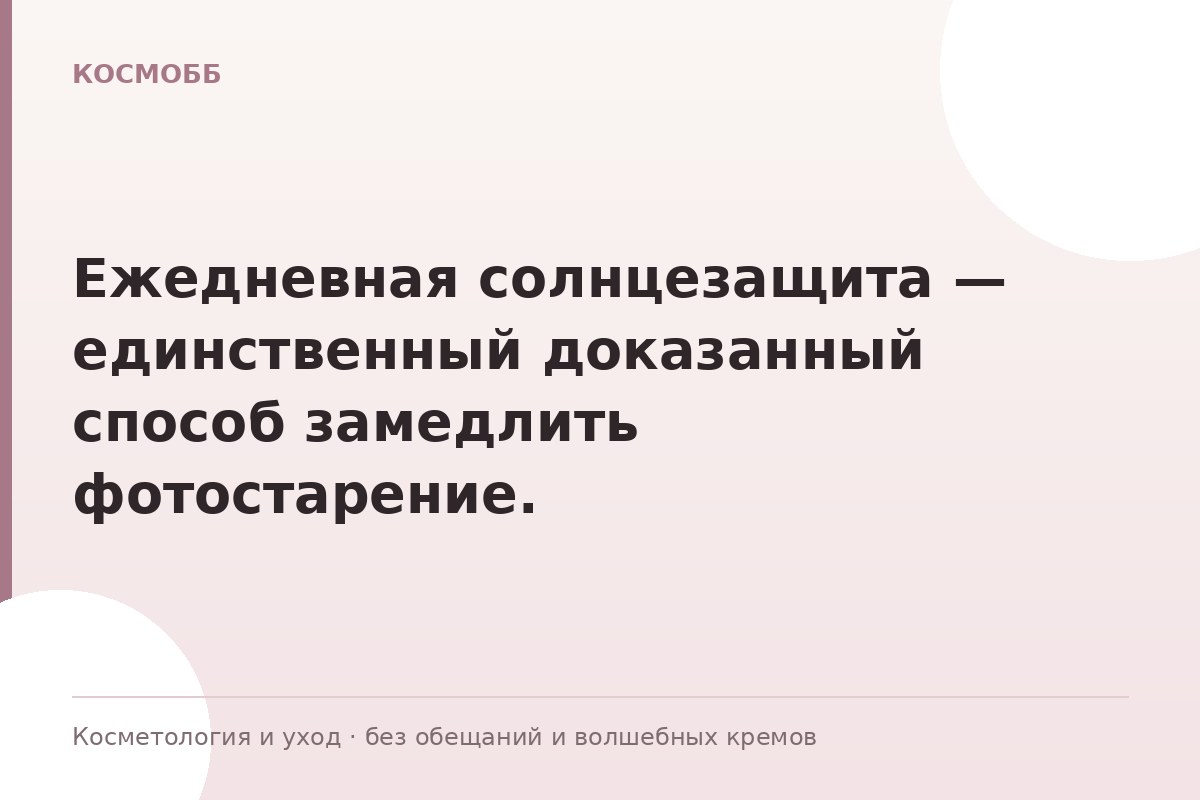 КОСМОББ
Ежедневная солнцезащита —
единственный доказанный
способ замедлить
фотостарение.
Косметология и уход · без обещаний и волшебных кремов